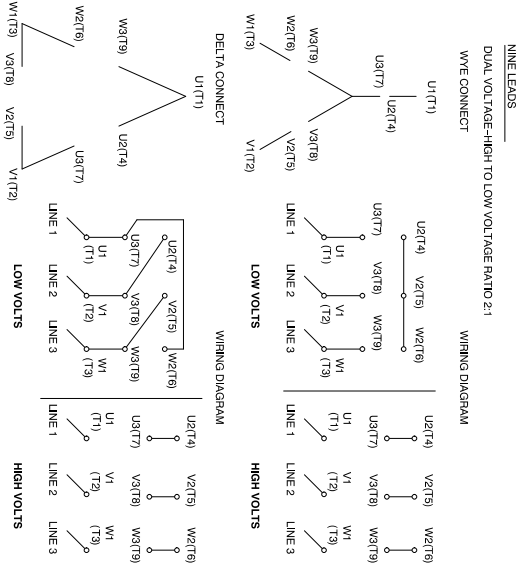 NINE LEADS
DUAL VOLTAGE–HIGH TO LOW VOLTAGE RATIO 2:1
WYE CONNECT
WIRING DIAGRAM
U1(T1)
U3(T7)
U2(T4)
W3(T9)
W2(T6)
W1(T3)
V3(T8)
V2(T5)
V1(T2)
U2(T4) V2(T5) W2(T6)
U3(T7) V3(T8) W3(T9)
U1 (T1)
V1 (T2)
W1 (T3)
LINE 1 LINE 2 LINE 3
LOW VOLTS
U2(T4) V2(T5) W2(T6)
U3(T7) V3(T8) W3(T9)
U1 (T1)
V1 (T2)
W1 (T3)
LINE 1 LINE 2 LINE 3
HIGH VOLTS
DELTA CONNECT
WIRING DIAGRAM
U1(T1)
W3(T9)
U2(T4)
W2(T6)
U3(T7)
W1(T3)
V3(T8)
V2(T5)
V1(T2)
U2(T4) V2(T5) W2(T6)
U3(T7) V3(T8) W3(T9)
U1 (T1)
V1 (T2)
W1 (T3)
LINE 1 LINE 2 LINE 3
LOW VOLTS
U2(T4) V2(T5) W2(T6)
U3(T7) V3(T8) W3(T9)
U1 (T1)
V1 (T2)
W1 (T3)
LINE 1 LINE 2 LINE 3
HIGH VOLTS